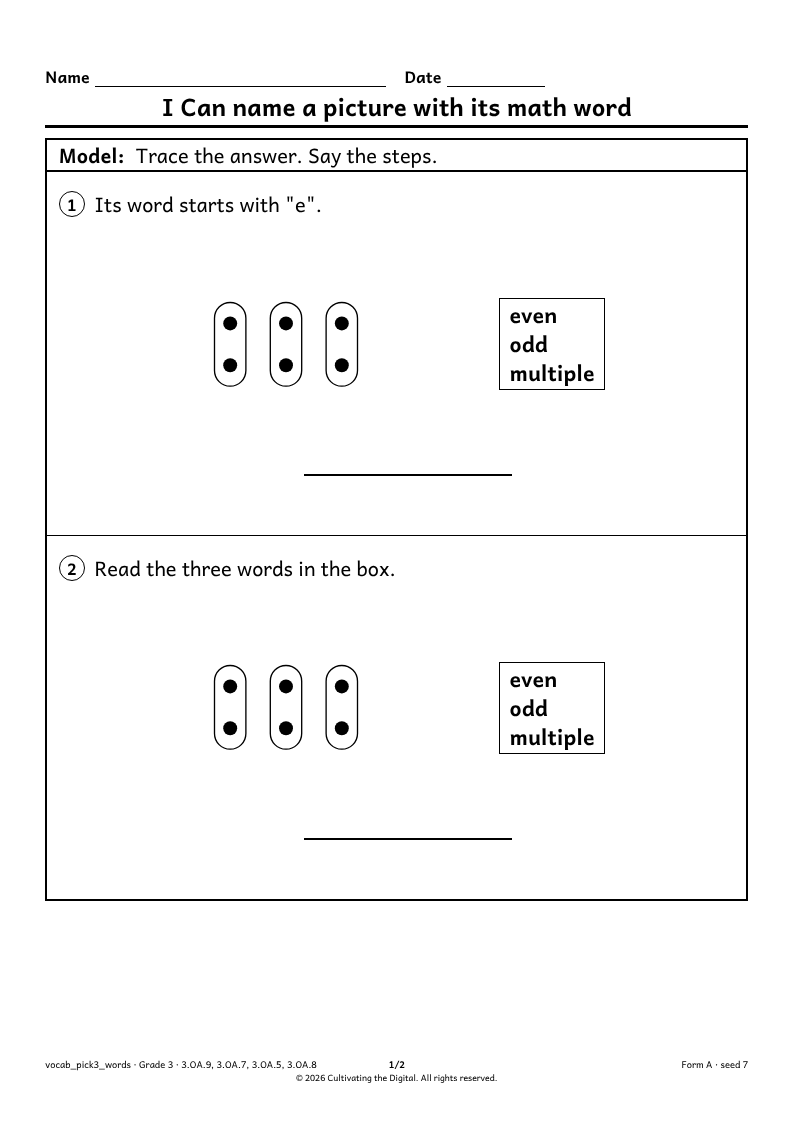 Name Date
I Can name a picture with its math word
Model: Trace the answer. Say the steps.
1 Its word starts with "e".
even
odd
multiple
2 Read the three words in the box.
even
odd
multiple
vocab_pick3_words · Grade 3 · 3.OA.9, 3.OA.7, 3.OA.5, 3.OA.8 1/2 Form A · seed 7
© 2026 Cultivating the Digital. All rights reserved.